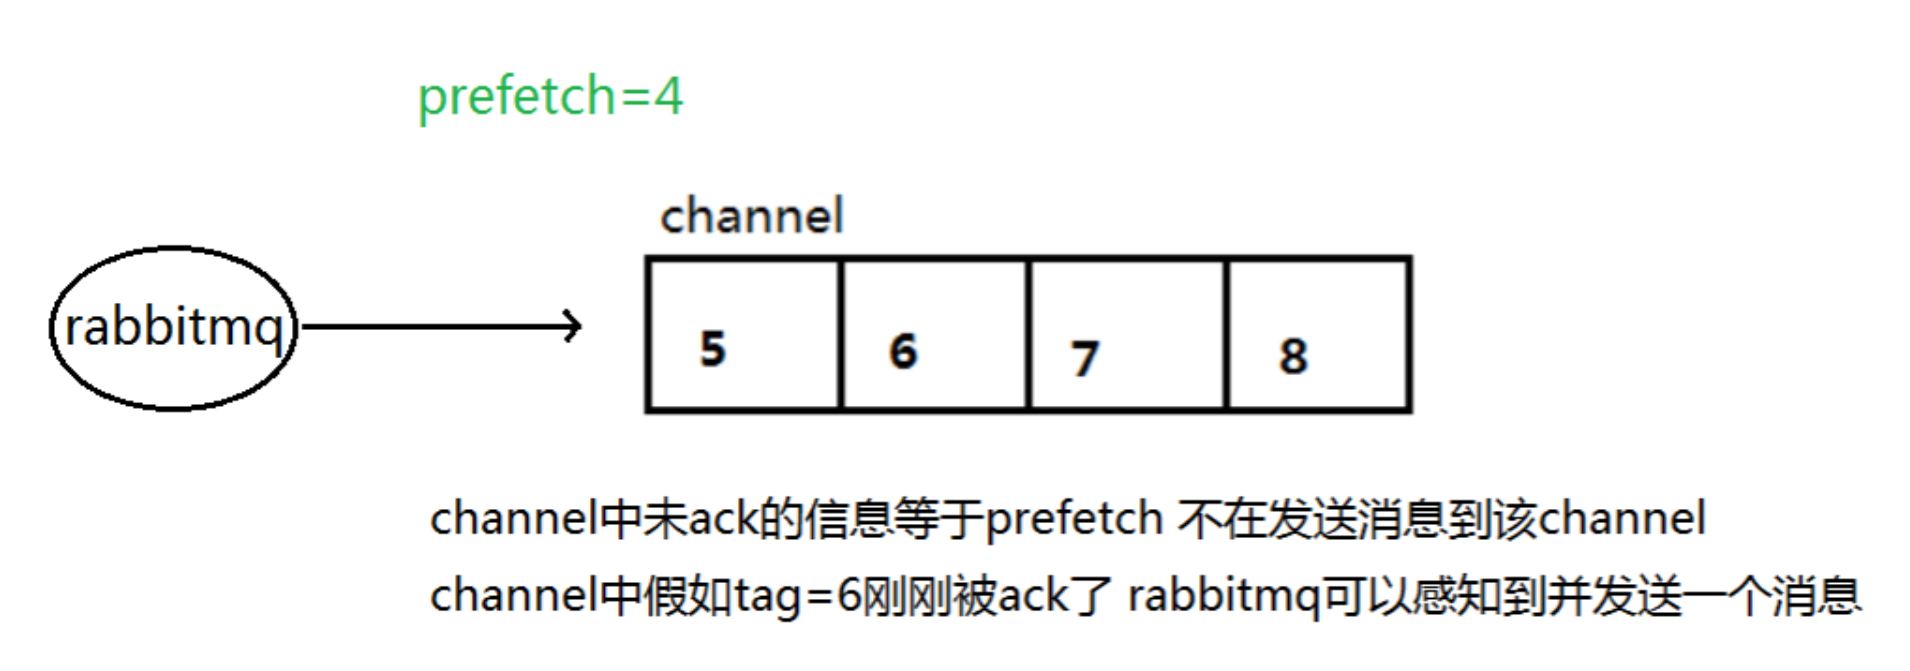 prefetch=4
channel
rabbitmq
5 6 7 8
channel中未ack的信息等于prefetch 不在发送消息到该channel
channel中假如tag=6刚刚被ack了 rabbitmq可以感知到并发送一个消息